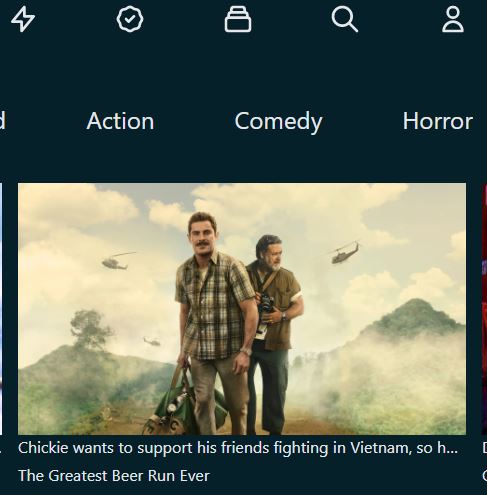 d
Action
Comedy
Horror
Chickie wants to support his friends fighting in Vietnam, so h...
The Greatest Beer Run Ever